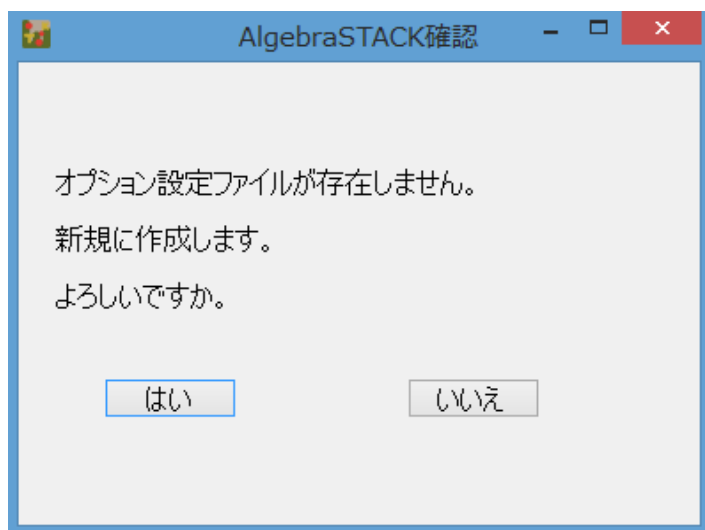 AlgebraSTACK確認
オプション設定ファイルが存在しません。
新規に作成します。
よろしいですか。
はい
いいえ